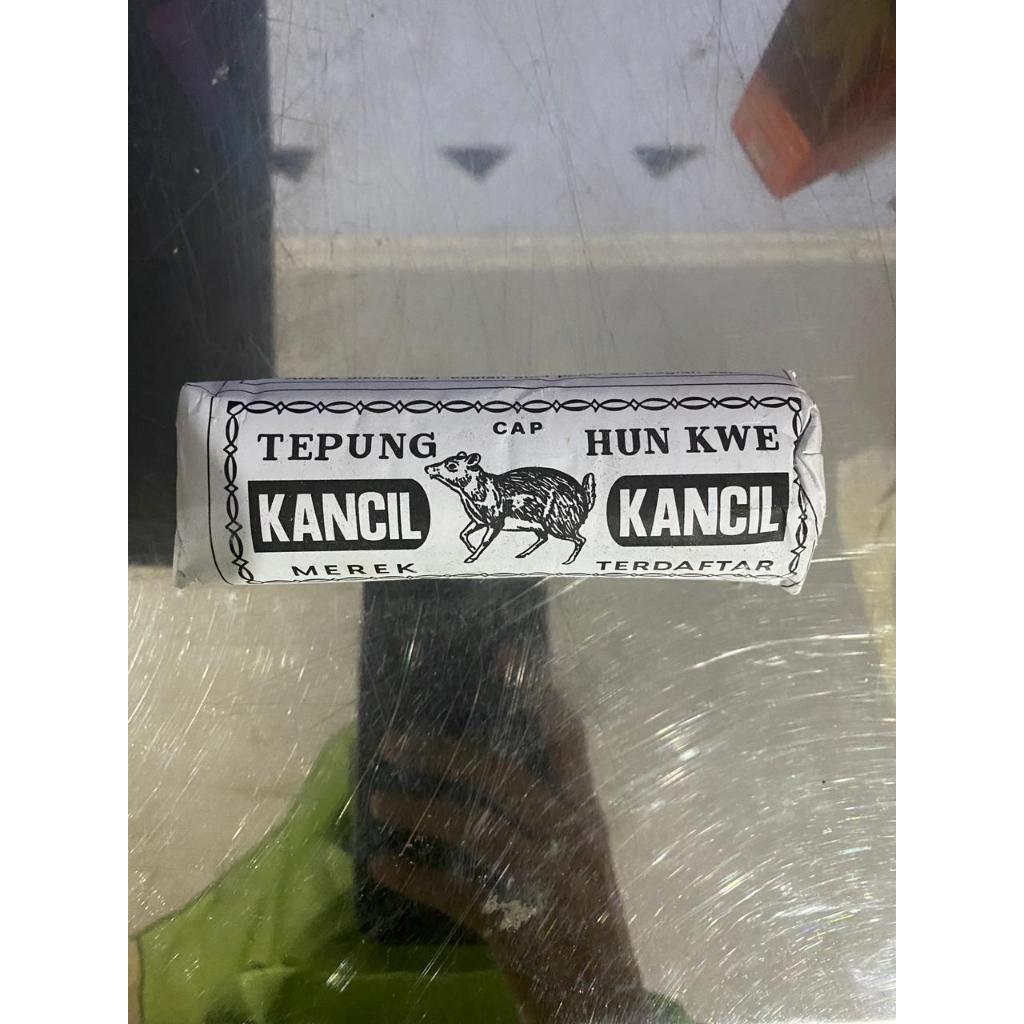 CAP
TEPUNG HUN KWE
KANCIL KANCIL
MEREK TERDAFTAR